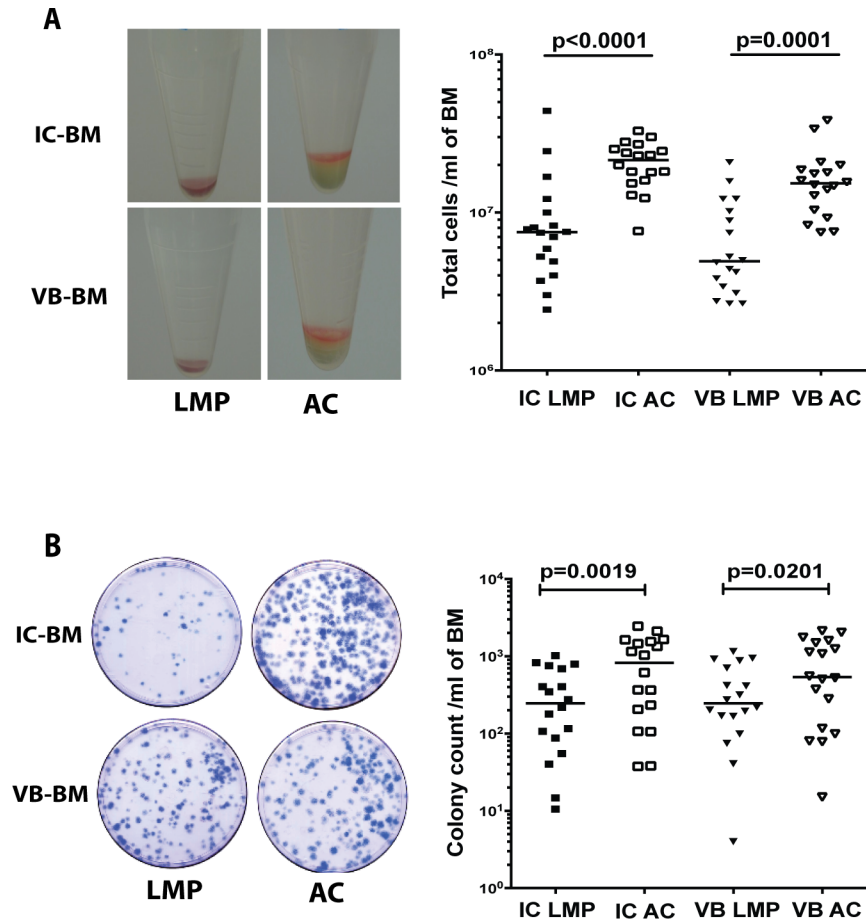 A
IC-BM
VB-BM
LMP AC
Total cells /ml of BM
10⁸
10⁷
10⁶
p<0.0001 p=0.0001
IC LMP IC AC VB LMP VB AC
B
IC-BM
VB-BM
LMP AC
Colony count /ml of BM
10⁴
10³
10²
10¹
10⁰
p=0.0019 p=0.0201
IC LMP IC AC VB LMP VB AC